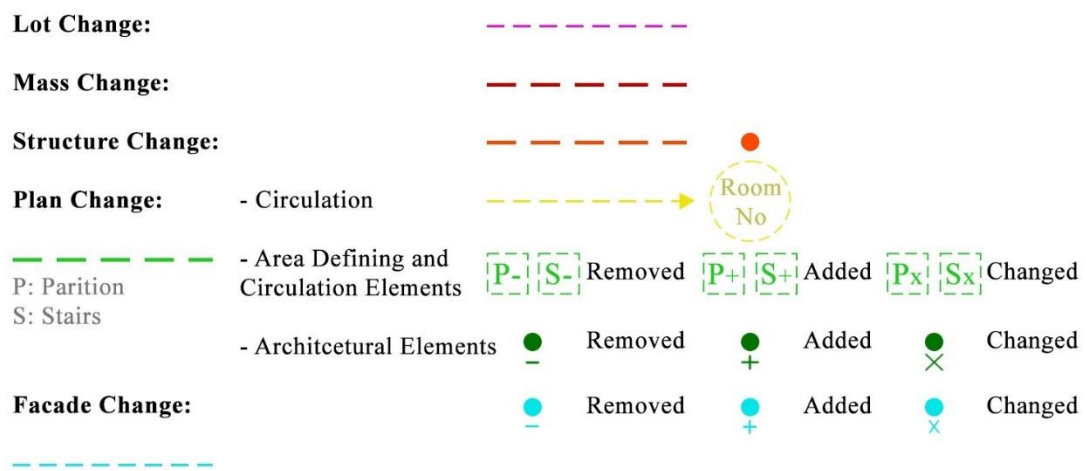 Lot Change:
Mass Change:
Structure Change:
Plan Change: - Circulation Room No
- Area Defining and Circulation Elements P- S- Removed P+ S+ Added Px Sx Changed
P: Parition
S: Stairs
- Architcetural Elements Removed Added Changed
− + ×
Facade Change: Removed Added Changed
− + ×